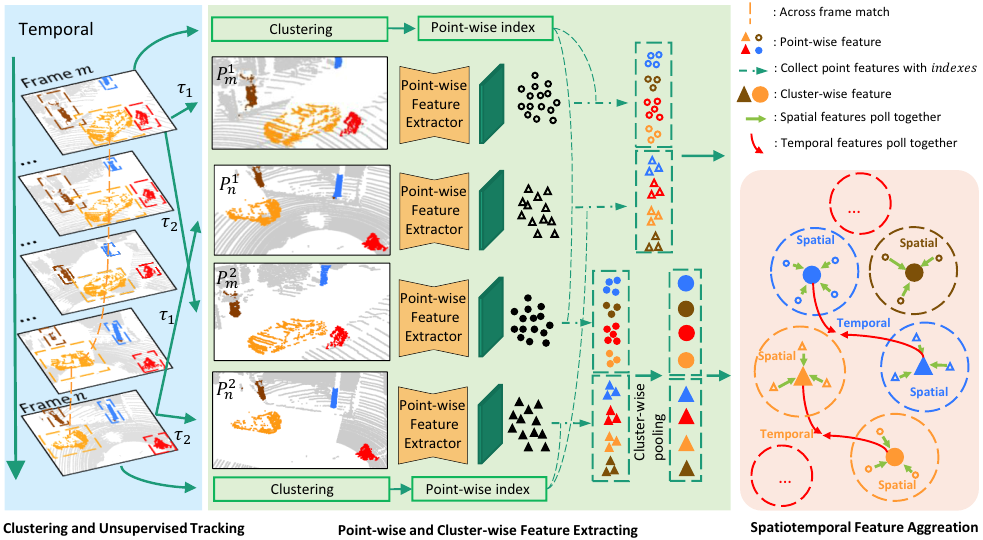 Temporal
Frame m
τ1
...
τ2
...
τ1
...
Frame n
τ2
Clustering and Unsupervised Tracking
Clustering
Point-wise index
P_m^1
Point-wise
Feature
Extractor
P_n^1
Point-wise
Feature
Extractor
P_m^2
Point-wise
Feature
Extractor
P_n^2
Point-wise
Feature
Extractor
Cluster-wise
pooling
Clustering
Point-wise index
Point-wise and Cluster-wise Feature Extracting
: Across frame match
: Point-wise feature
: Collect point features with indexes
: Cluster-wise feature
: Spatial features poll together
: Temporal features poll together
...
Spatial
Spatial
Temporal
Spatial
Spatial
Temporal
Spatial
...
Spatiotemporal Feature Aggreation